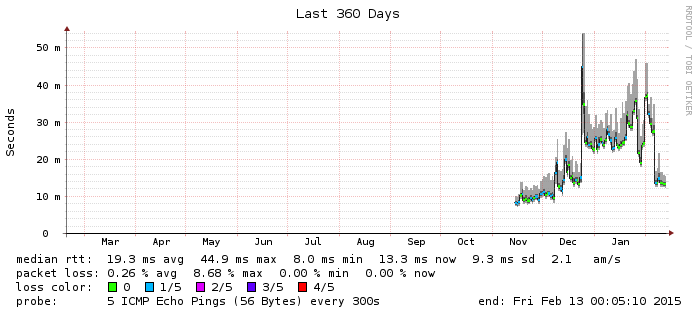 Last 360 Days
RRDTOOL / TOBI OETIKER
Seconds
50 m
40 m
30 m
20 m
10 m
0
Mar Apr May Jun Jul Aug Sep Oct Nov Dec Jan
median rtt: 19.3 ms avg 44.9 ms max 8.0 ms min 13.3 ms now 9.3 ms sd 2.1 am/s
packet loss: 0.26 % avg 8.68 % max 0.00 % min 0.00 % now
loss color: 0 1/5 2/5 3/5 4/5
probe: 5 ICMP Echo Pings (56 Bytes) every 300s end: Fri Feb 13 00:05:10 2015